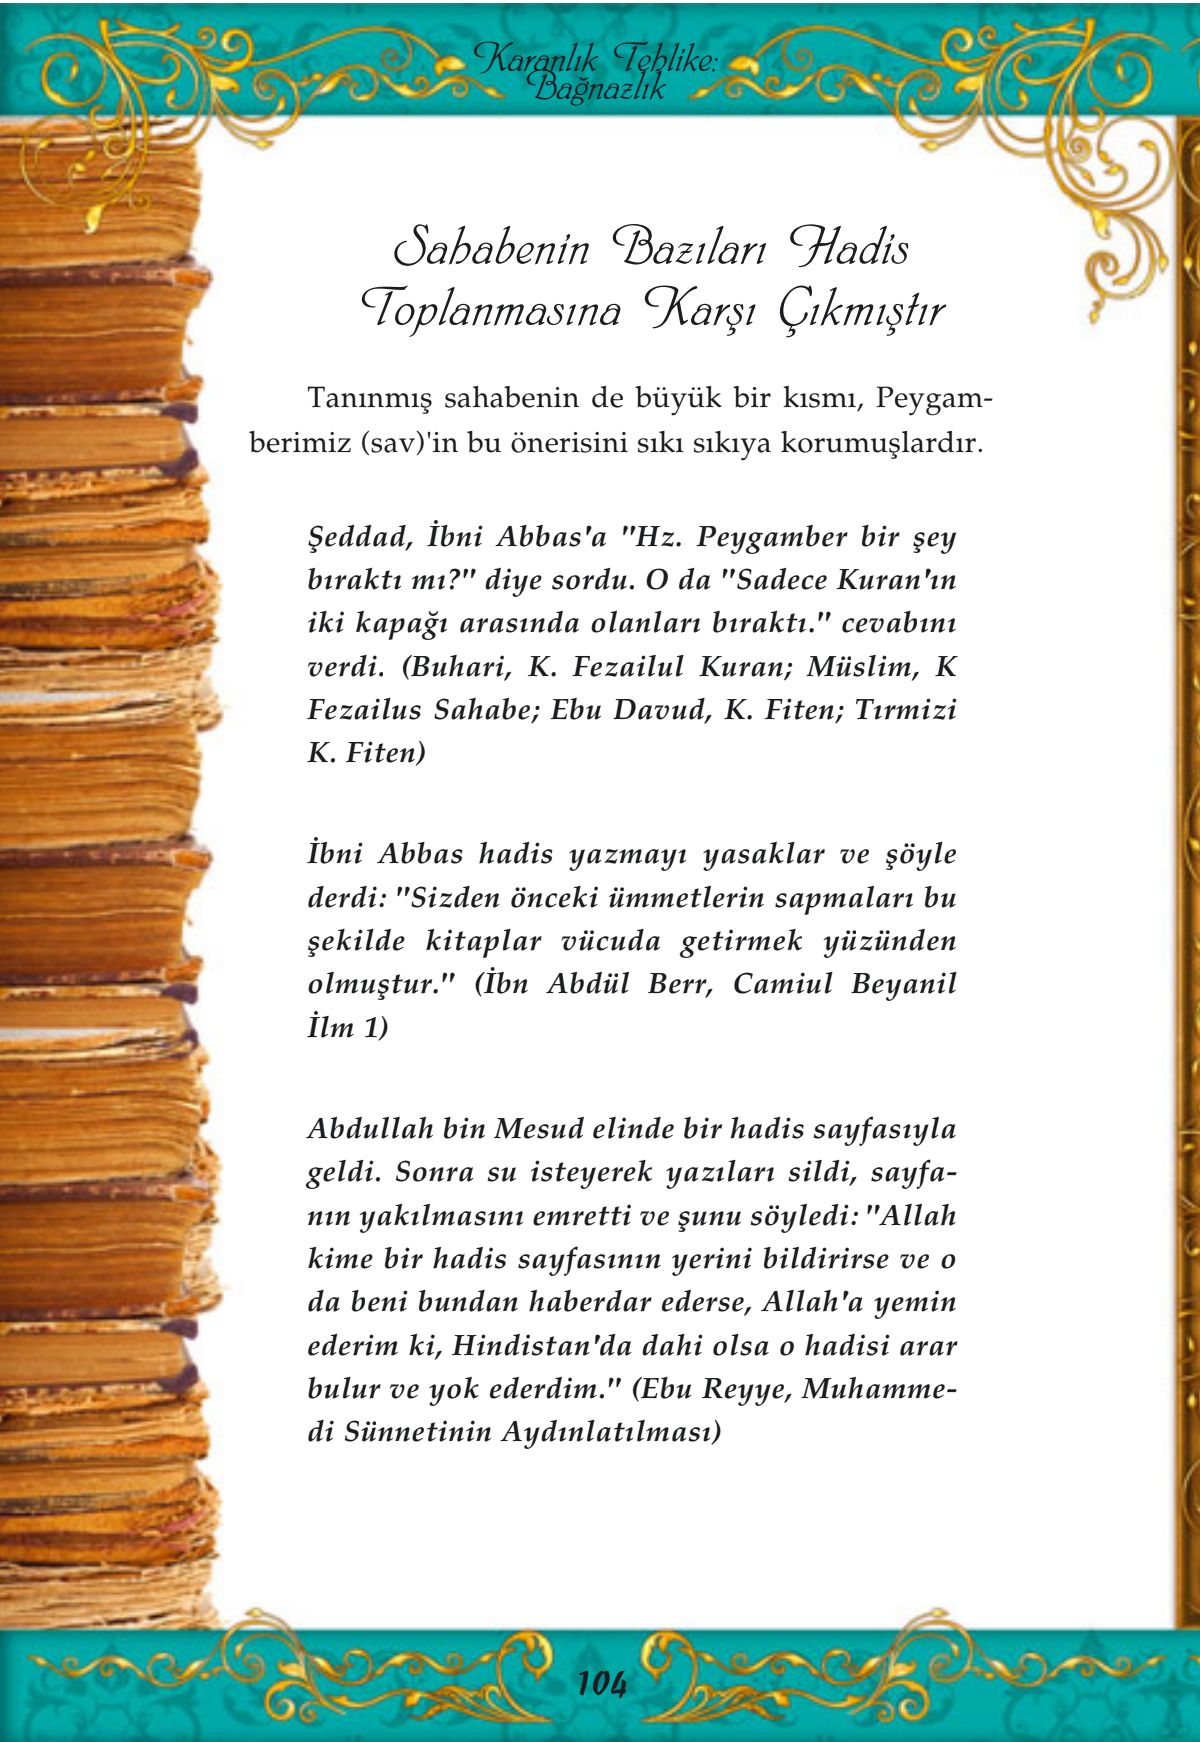 Karanlık Tehlike:
Bağnazlık
Sahabenin Bazıları Hadis
Toplanmasına Karşı Çıkmıştır
Tanınmış sahabenin de büyük bir kısmı, Peygam-
berimiz (sav)'in bu önerisini sıkı sıkıya korumuşlardır.
Şeddad, İbni Abbas'a "Hz. Peygamber bir şey
bıraktı mı?" diye sordu. O da "Sadece Kuran'ın
iki kapağı arasında olanları bıraktı." cevabını
verdi. (Buhari, K. Fezailul Kuran; Müslim, K
Fezailus Sahabe; Ebu Davud, K. Fiten; Tırmizi
K. Fiten)
İbni Abbas hadis yazmayı yasaklar ve şöyle
derdi: "Sizden önceki ümmetlerin sapmaları bu
şekilde kitaplar vücuda getirmek yüzünden
olmuştur." (İbn Abdül Berr, Camiul Beyanil
İlm 1)
Abdullah bin Mesud elinde bir hadis sayfasıyla
geldi. Sonra su isteyerek yazıları sildi, sayfa-
nın yakılmasını emretti ve şunu söyledi: "Allah
kime bir hadis sayfasının yerini bildirirse ve o
da beni bundan haberdar ederse, Allah'a yemin
ederim ki, Hindistan'da dahi olsa o hadisi arar
bulur ve yok ederdim." (Ebu Reyye, Muhamme-
di Sünnetinin Aydınlatılması)
104